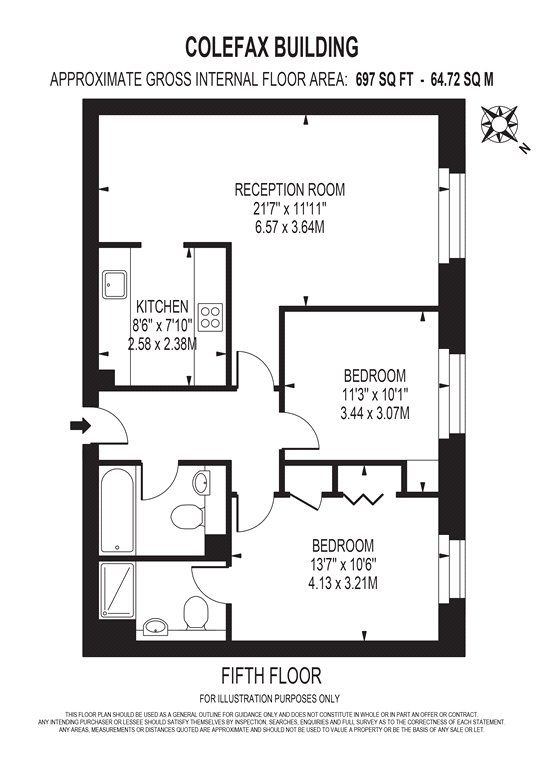 COLEFAX BUILDING
APPROXIMATE GROSS INTERNAL FLOOR AREA: 697 SQ FT - 64.72 SQ M
N
RECEPTION ROOM
21'7" x 11'11"
6.57 x 3.64M
KITCHEN
8'6" x 7'10"
2.58 x 2.38M
BEDROOM
11'3" x 10'1"
3.44 x 3.07M
BEDROOM
13'7" x 10'6"
4.13 x 3.21M
FIFTH FLOOR
FOR ILLUSTRATION PURPOSES ONLY
THIS FLOOR PLAN SHOULD BE USED AS A GENERAL OUTLINE FOR GUIDANCE ONLY AND DOES NOT CONSTITUTE IN WHOLE OR IN PART AN OFFER OR CONTRACT.
ANY INTENDING PURCHASER OR LESSEE SHOULD SATISFY THEMSELVES BY INSPECTION, SEARCHES, ENQUIRIES AND FULL SURVEY AS TO THE CORRECTNESS OF EACH STATEMENT.
ANY AREAS, MEASUREMENTS OR DISTANCES QUOTED ARE APPROXIMATE AND SHOULD NOT BE USED TO VALUE A PROPERTY OR BE THE BASIS OF ANY SALE OR LET.